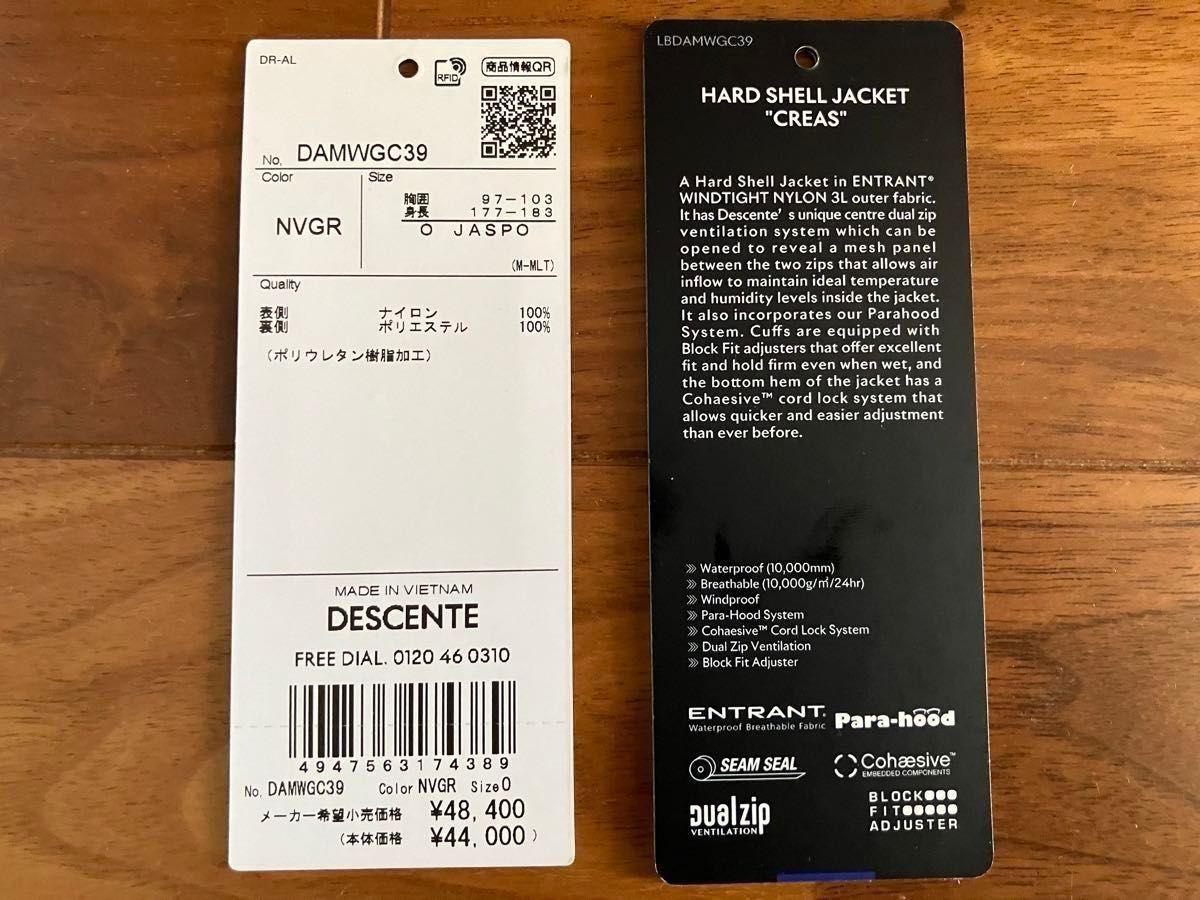 DR-AL
RFID
商品情報QR
No. DAMWGC39
Color
Size
NVGR
胸囲 97-103
身長 177-183
O JASPO
(M-MLT)
Quality
表側 ナイロン 100%
裏側 ポリエステル 100%
(ポリウレタン樹脂加工)
MADE IN VIETNAM
DESCENTE
FREE DIAL. 0120 46 0310
4947563174389
No. DAMWGC39 Color NVGR Size O
メーカー希望小売価格 ¥48,400
(本体価格 ¥44,000)
LBDAMWGC39
HARD SHELL JACKET
"CREAS"
A Hard Shell Jacket in ENTRANT®
WINDTIGHT NYLON 3L outer fabric.
It has Descente's unique centre dual zip
ventilation system which can be
opened to reveal a mesh panel
between the two zips that allows air
inflow to maintain ideal temperature
and humidity levels inside the jacket.
It also incorporates our Parahood
System. Cuffs are equipped with
Block Fit adjusters that offer excellent
fit and hold firm even when wet, and
the bottom hem of the jacket has a
Cohaesive™ cord lock system that
allows quicker and easier adjustment
than ever before.
Waterproof (10,000mm)
Breathable (10,000g/㎡/24hr)
Windproof
Para-Hood System
Cohaesive™ Cord Lock System
Dual Zip Ventilation
Block Fit Adjuster
ENTRANT.
Waterproof Breathable Fabric
Para-hood
SEAM SEAL
Cohæsive™
EMBEDDED COMPONENTS
Dualzip
VENTILATION
BLOCK
FIT
ADJUSTER